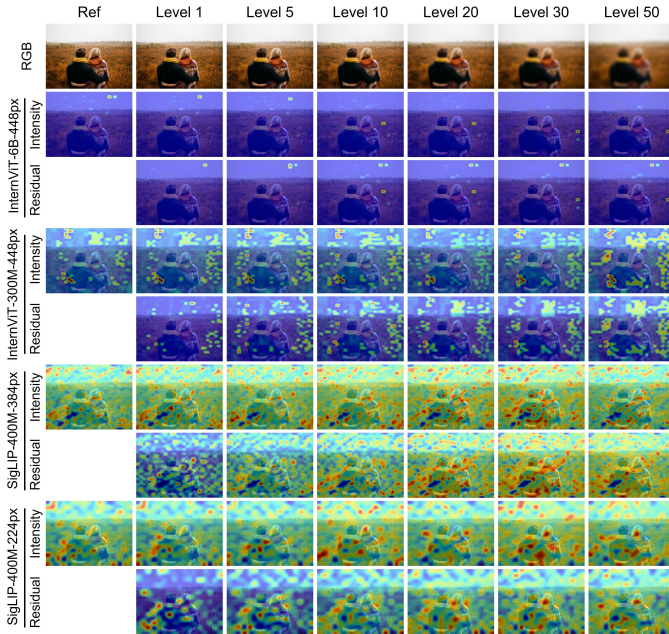 Ref Level 1 Level 5 Level 10 Level 20 Level 30 Level 50
RGB
InternViT-6B-448px
Intensity
Residual
InternViT-300M-448px
Intensity
Residual
SigLIP-400M-384px
Intensity
Residual
SigLIP-400M-224px
Intensity
Residual